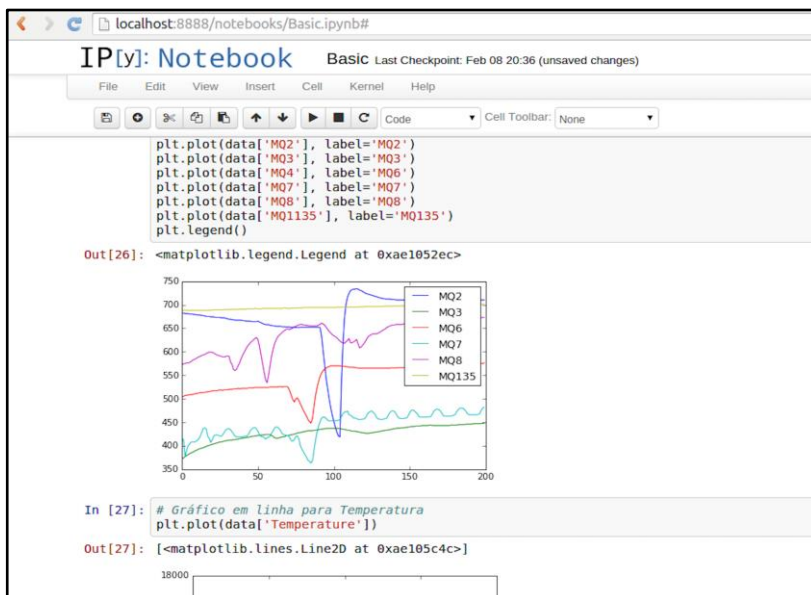 localhost:8888/notebooks/Basic.ipynb#
IP[y]: Notebook Basic Last Checkpoint: Feb 08 20:36 (unsaved changes)
File Edit View Insert Cell Kernel Help
Code Cell Toolbar: None
plt.plot(data['MQ2'], label='MQ2')
plt.plot(data['MQ3'], label='MQ3')
plt.plot(data['MQ4'], label='MQ6')
plt.plot(data['MQ7'], label='MQ7')
plt.plot(data['MQ8'], label='MQ8')
plt.plot(data['MQ1135'], label='MQ135')
plt.legend()
Out[26]: <matplotlib.legend.Legend at 0xae1052ec>
750
700
650
600
550
500
450
400
350
0 50 100 150 200
MQ2
MQ3
MQ6
MQ7
MQ8
MQ135
In [27]: # Gráfico em linha para Temperatura
plt.plot(data['Temperature'])
Out[27]: [<matplotlib.lines.Line2D at 0xae105c4c>]
18000